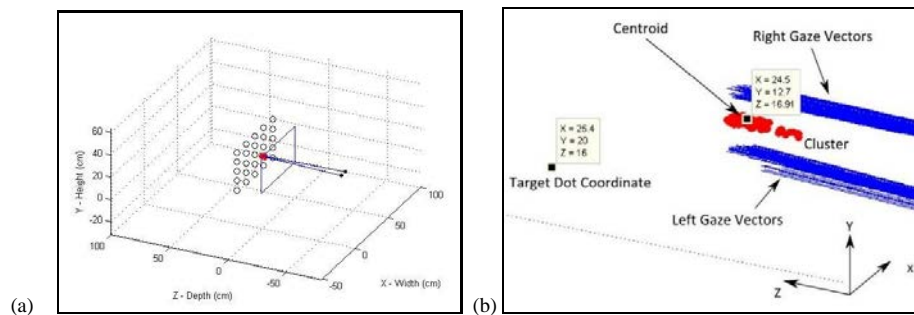 (a)
60
40
20
0
-20
Y - Height (cm)
100
50
0
-50
Z - Depth (cm)
-50
0
50
100
X - Width (cm)
(b)
Centroid
Right Gaze Vectors
X = 24.5
Y = 12.7
Z = 16.91
X = 25.4
Y = 20
Z = 16
Cluster
Target Dot Coordinate
Left Gaze Vectors
Y
X
Z